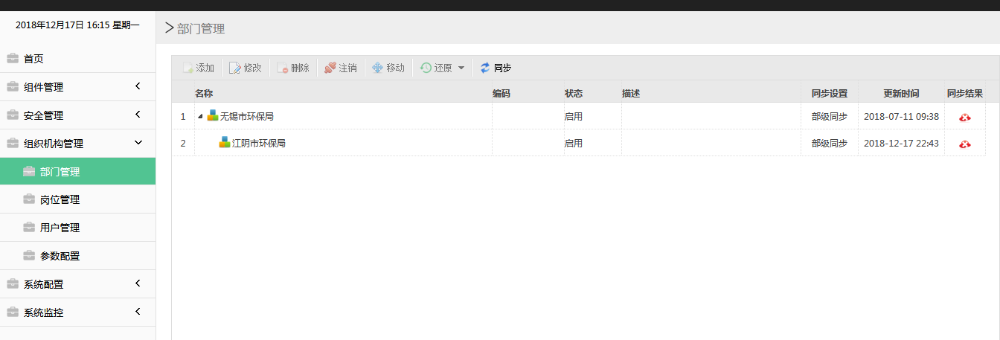 2018年12月17日 16:15 星期一
首页
组件管理
安全管理
组织机构管理
部门管理
岗位管理
用户管理
参数配置
系统配置
系统监控
部门管理
添加 修改 删除 注销 移动 还原 同步
名称 编码 状态 描述 同步设置 更新时间 同步结果
1 无锡市环保局 启用 部级同步 2018-07-11 09:38
2 江阴市环保局 启用 部级同步 2018-12-17 22:43